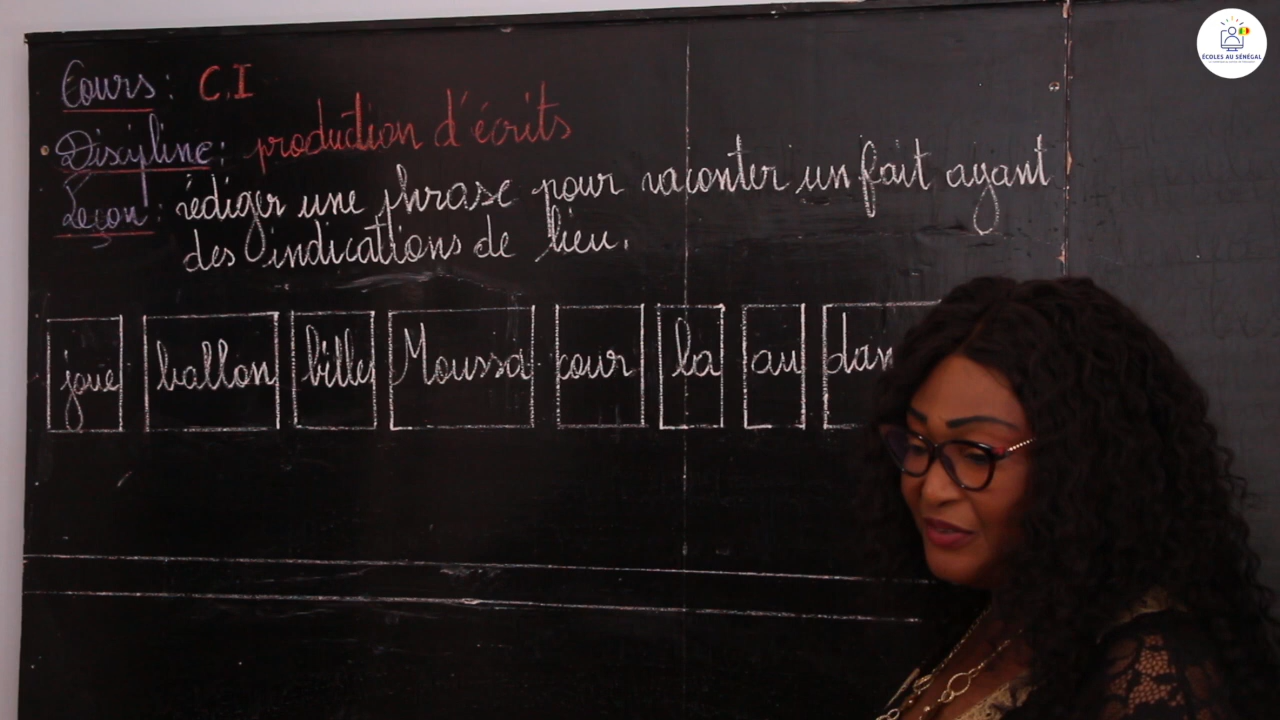 Cours : C.I
Discipline : production d'écrits
Leçon : rédiger une phrase pour raconter un fait ayant
des indications de lieu.
joue ballon bille Moussa cour la au
ÉCOLES AU SÉNÉGAL